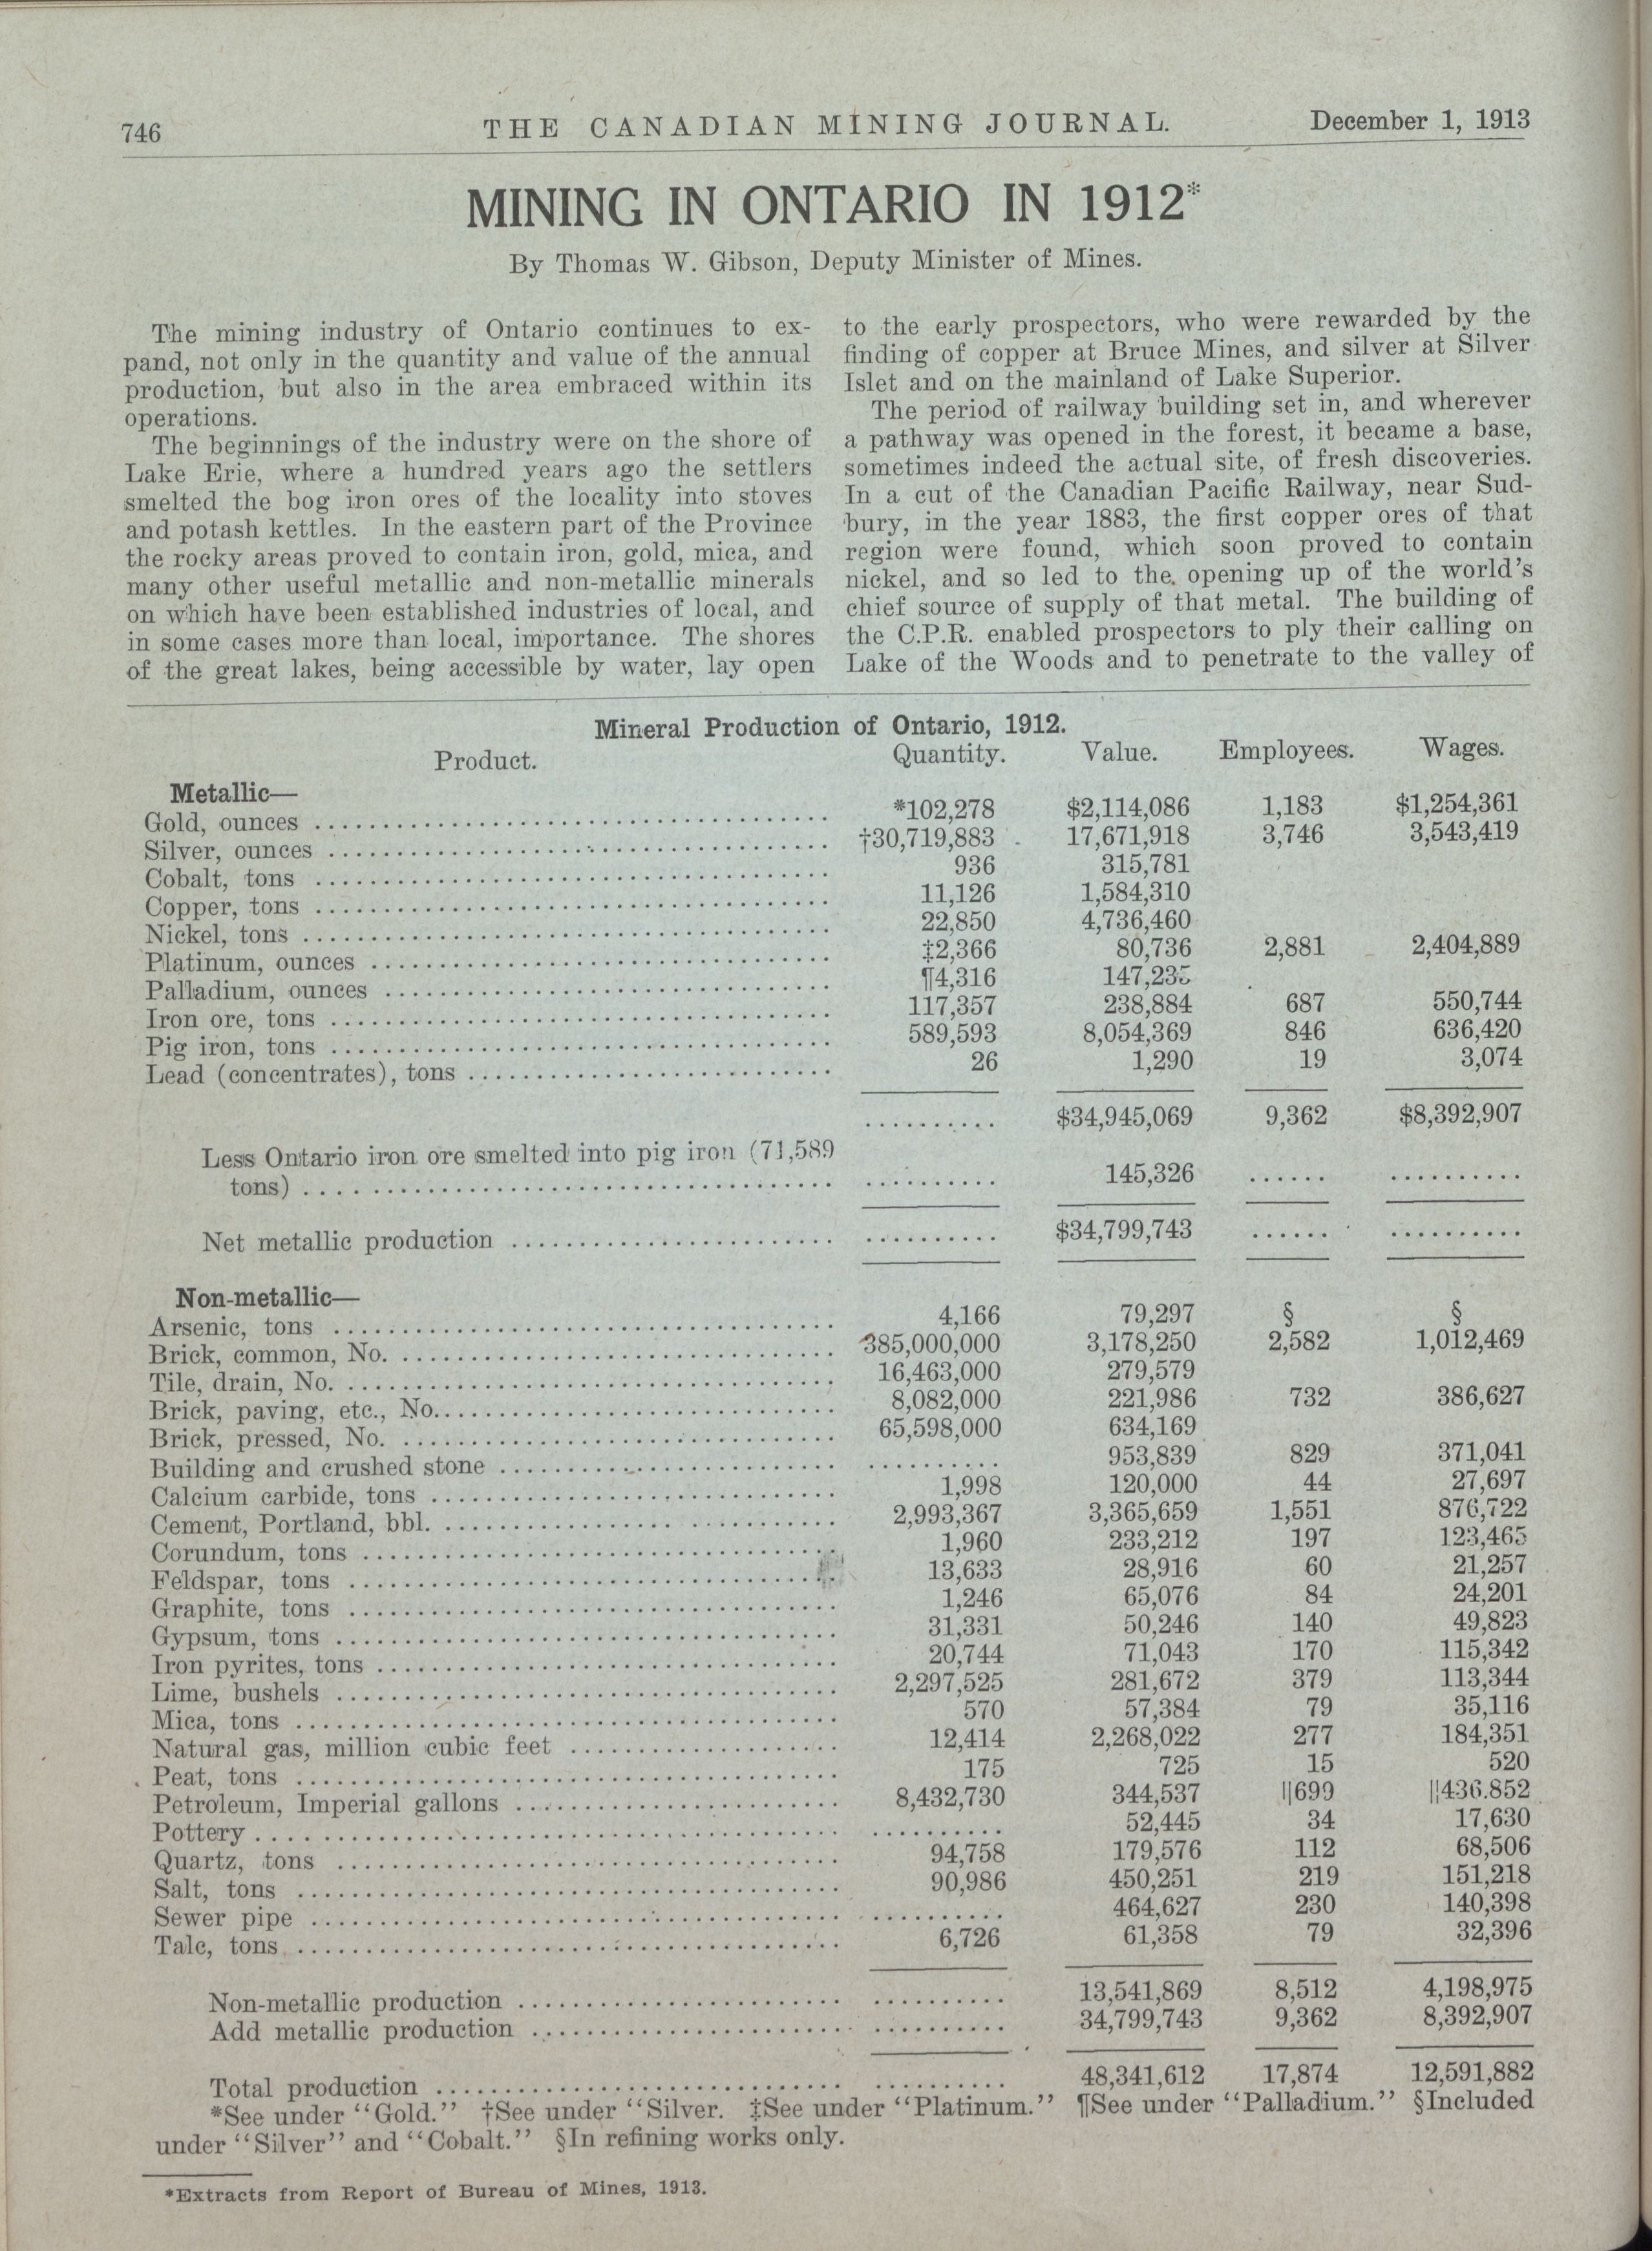 746
THE CANADIAN MINING JOURNAL.
December 1, 1913
MINING IN ONTARIO IN 1912*
By Thomas W. Gibson, Deputy Minister of Mines.
The mining industry of Ontario continues to ex-
pand, not only in the quantity and value of the annual
production, but also in the area embraced within its
operations.
The beginnings of the industry were on the shore of
Lake Erie, where a hundred years ago the settlers
smelted the bog iron ores of the locality into stoves
and potash kettles. In the eastern part of the Province
the rocky areas proved to contain iron, gold, mica, and
many other useful metallic and non-metallic minerals
on which have been established industries of local, and
in some cases more than local, importance. The shores
of the great lakes, being accessible by water, lay open
to the early prospectors, who were rewarded by the
finding of copper at Bruce Mines, and silver at Silver
Islet and on the mainland of Lake Superior.
The period of railway building set in, and wherever
a pathway was opened in the forest, it became a base,
sometimes indeed the actual site, of fresh discoveries.
In a cut of the Canadian Pacific Railway, near Sud-
bury, in the year 1883, the first copper ores of that
region were found, which soon proved to contain
nickel, and so led to the opening up of the world's
chief source of supply of that metal. The building of
the C.P.R. enabled prospectors to ply their calling on
Lake of the Woods and to penetrate to the valley of
Mineral Production of Ontario, 1912.
Product. Quantity. Value. Employees. Wages.
Metallic—
Gold, ounces *102,278 $2,114,086 1,183 $1,254,361
Silver, ounces †30,719,883 17,671,918 3,746 3,543,419
Cobalt, tons 936 315,781
Copper, tons 11,126 1,584,310
Nickel, tons 22,850 4,736,460
Platinum, ounces ‡2,366 80,736 2,881 2,404,889
Palladium, ounces ¶4,316 147,235
Iron ore, tons 117,357 238,884 687 550,744
Pig iron, tons 589,593 8,054,369 846 636,420
Lead (concentrates), tons 26 1,290 19 3,074
.......... $34,945,069 9,362 $8,392,907
Less Ontario iron ore smelted into pig iron (71,589
tons) .......... 145,326 ...... ..........
Net metallic production .......... $34,799,743 ...... ..........
Non-metallic—
Arsenic, tons 4,166 79,297 § §
Brick, common, No. 385,000,000 3,178,250 2,582 1,012,469
Tile, drain, No. 16,463,000 279,579
Brick, paving, etc., No. 8,082,000 221,986 732 386,627
Brick, pressed, No. 65,598,000 634,169
Building and crushed stone .......... 953,839 829 371,041
Calcium carbide, tons 1,998 120,000 44 27,697
Cement, Portland, bbl. 2,993,367 3,365,659 1,551 876,722
Corundum, tons 1,960 233,212 197 123,465
Feldspar, tons 13,633 28,916 60 21,257
Graphite, tons 1,246 65,076 84 24,201
Gypsum, tons 31,331 50,246 140 49,823
Iron pyrites, tons 20,744 71,043 170 115,342
Lime, bushels 2,297,525 281,672 379 113,344
Mica, tons 570 57,384 79 35,116
Natural gas, million cubic feet 12,414 2,268,022 277 184,351
Peat, tons 175 725 15 520
Petroleum, Imperial gallons 8,432,730 344,537 ||699 ||436.852
Pottery .......... 52,445 34 17,630
Quartz, tons 94,758 179,576 112 68,506
Salt, tons 90,986 450,251 219 151,218
Sewer pipe .......... 464,627 230 140,398
Talc, tons 6,726 61,358 79 32,396
Non-metallic production .......... 13,541,869 8,512 4,198,975
Add metallic production .......... 34,799,743 9,362 8,392,907
Total production .......... 48,341,612 17,874 12,591,882
*See under "Gold." †See under "Silver. ‡See under "Platinum." ¶See under "Palladium." §Included
under "Silver" and "Cobalt." §In refining works only.
*Extracts from Report of Bureau of Mines, 1913.